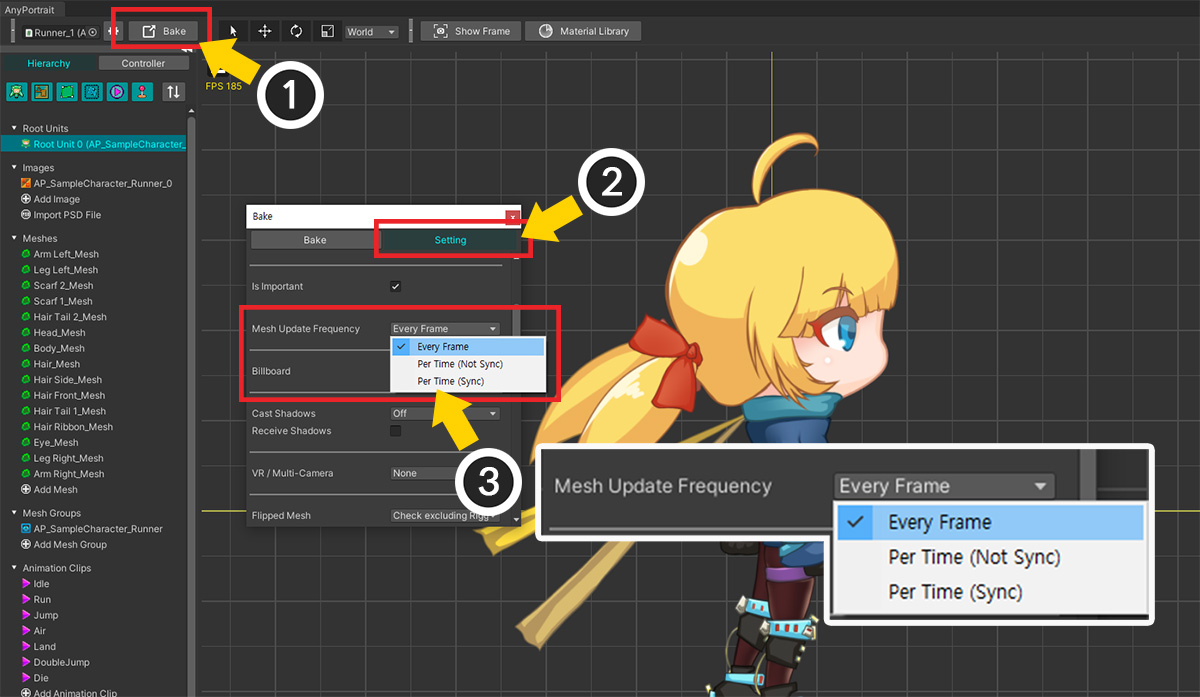 AnyPortrait
Runner_1 (A
Bake
World
Show Frame
Material Library
Hierarchy
Controller
FPS 185
1
Root Units
Root Unit 0 (AP_SampleCharacter_
Images
AP_SampleCharacter_Runner_0
Add Image
Import PSD File
Meshes
Arm Left_Mesh
Leg Left_Mesh
Scarf 2_Mesh
Scarf 1_Mesh
Hair Tail 2_Mesh
Head_Mesh
Body_Mesh
Hair_Mesh
Hair Side_Mesh
Hair Front_Mesh
Hair Tail 1_Mesh
Hair Ribbon_Mesh
Eye_Mesh
Leg Right_Mesh
Arm Right_Mesh
Add Mesh
Mesh Groups
AP_SampleCharacter_Runner
Add Mesh Group
Animation Clips
Idle
Run
Jump
Air
Land
DoubleJump
Die
Add Animation Clip
2
Bake
Bake
Setting
Is Important
Mesh Update Frequency
Every Frame
Every Frame
Per Time (Not Sync)
Per Time (Sync)
Billboard
Cast Shadows
Off
Receive Shadows
VR / Multi-Camera
None
Flipped Mesh
Check excluding Rigg
3
Mesh Update Frequency
Every Frame
Every Frame
Per Time (Not Sync)
Per Time (Sync)